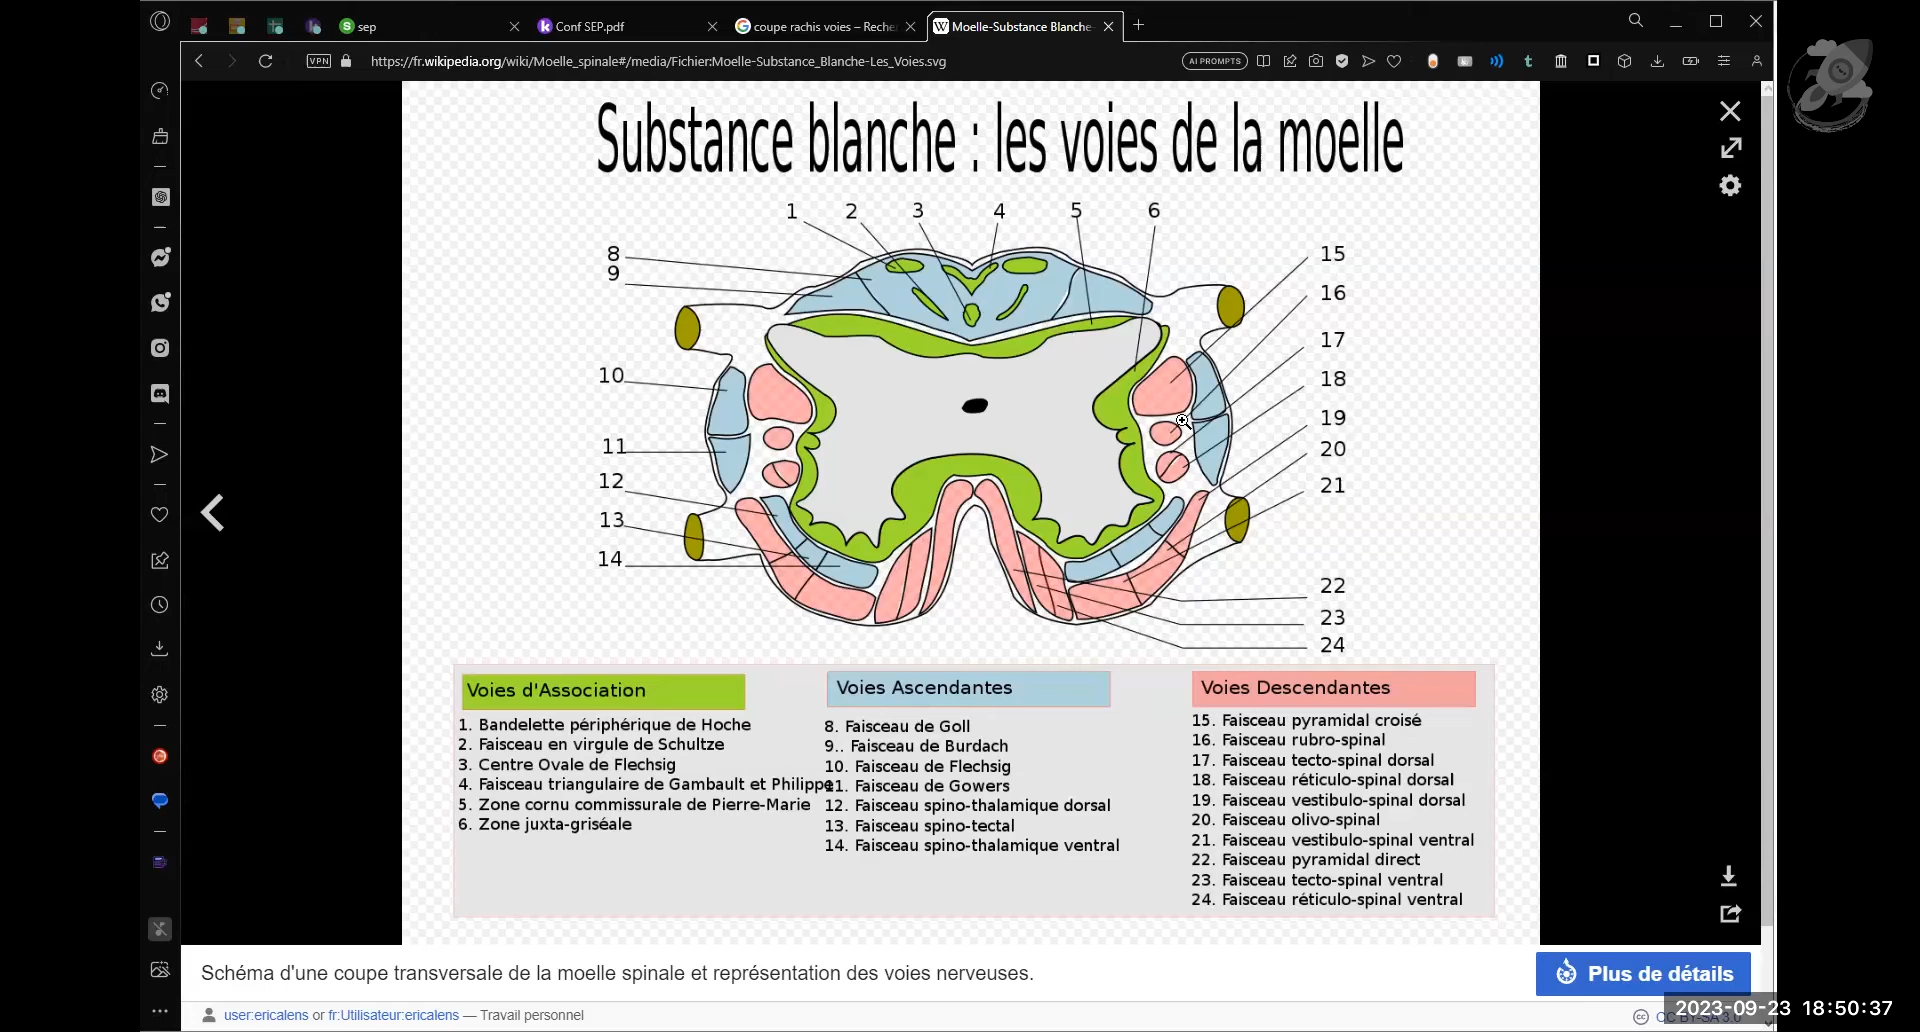 sep
Conf SEP.pdf
coupe rachis voies – Reche
Moelle-Substance Blanche-
VPN
https://fr.wikipedia.org/wiki/Moelle_spinale#/media/Fichier:Moelle-Substance_Blanche-Les_Voies.svg
AI PROMPTS
Substance blanche : les voies de la moelle
1 2 3 4 5 6
8
9
10
11
12
13
14
15
16
17
18
19
20
21
22
23
24
Voies d'Association
1. Bandelette périphérique de Hoche
2. Faisceau en virgule de Schultze
3. Centre Ovale de Flechsig
4. Faisceau triangulaire de Gambault et Philippe
5. Zone cornu commissurale de Pierre-Marie
6. Zone juxta-griséale
Voies Ascendantes
8. Faisceau de Goll
9.. Faisceau de Burdach
10. Faisceau de Flechsig
11. Faisceau de Gowers
12. Faisceau spino-thalamique dorsal
13. Faisceau spino-tectal
14. Faisceau spino-thalamique ventral
Voies Descendantes
15. Faisceau pyramidal croisé
16. Faisceau rubro-spinal
17. Faisceau tecto-spinal dorsal
18. Faisceau réticulo-spinal dorsal
19. Faisceau vestibulo-spinal dorsal
20. Faisceau olivo-spinal
21. Faisceau vestibulo-spinal ventral
22. Faisceau pyramidal direct
23. Faisceau tecto-spinal ventral
24. Faisceau réticulo-spinal ventral
Schéma d'une coupe transversale de la moelle spinale et représentation des voies nerveuses.
Plus de détails
user:ericalens or fr:Utilisateur:ericalens — Travail personnel
CC BY-SA 3.0
2023-09-23 18:50:37